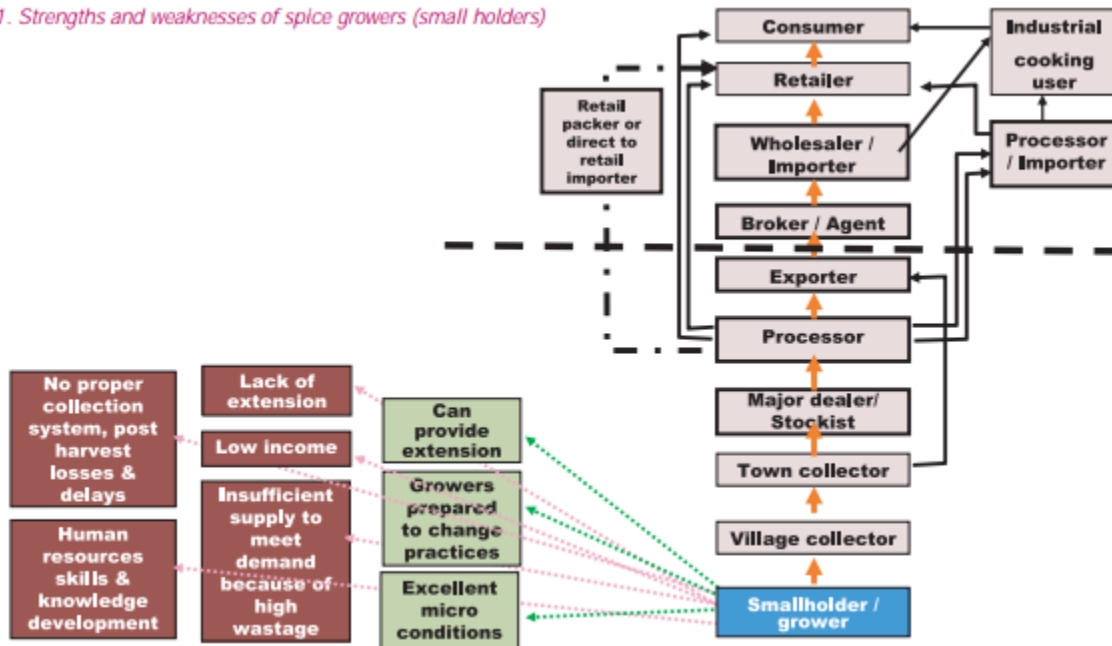 1. Strengths and weaknesses of spice growers (small holders)
Consumer
Industrial
cooking
user
Retailer
Retail
packer or
direct to
retail
importer
Wholesaler /
Importer
Processor
/ Importer
Broker / Agent
Exporter
Processor
Major dealer/
Stockist
Town collector
Village collector
Smallholder /
grower
No proper
collection
system, post
harvest
losses &
delays
Lack of
extension
Low income
Can
provide
extension
Growers
prepared
to change
practices
Insufficient
supply to
meet
demand
because of
high
wastage
Human
resources
skills &
knowledge
development
Excellent
micro
conditions